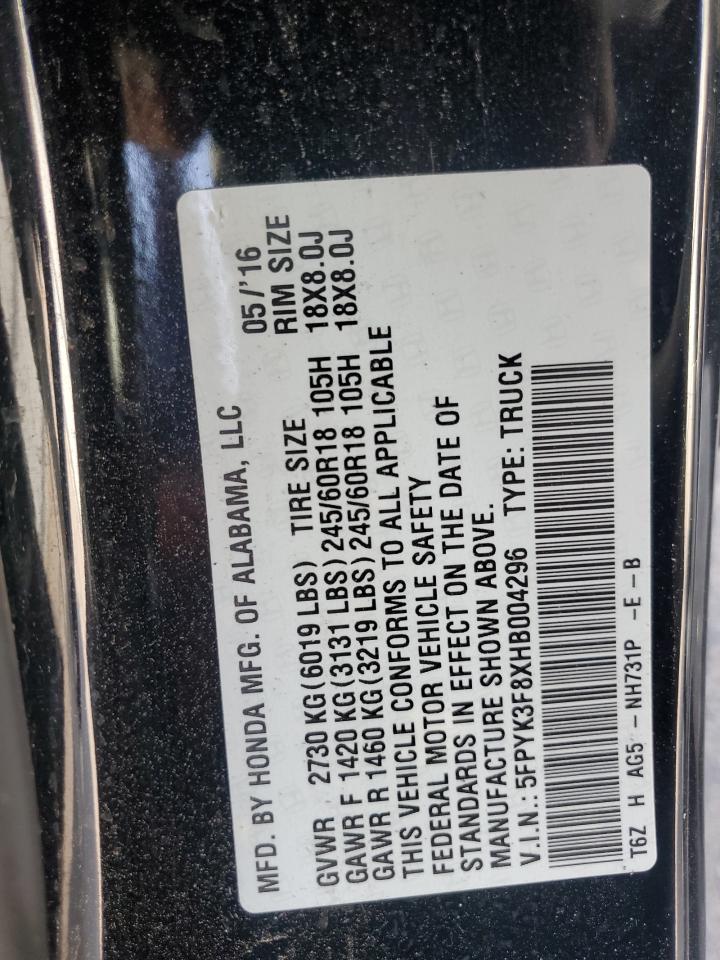 MFD. BY HONDA MFG. OF ALABAMA, LLC 05/'16
GVWR 2730 KG(6019 LBS) TIRE SIZE RIM SIZE
GAWR F 1420 KG(3131 LBS) 245/60R18 105H 18X8.0J
GAWR R 1460 KG(3219 LBS) 245/60R18 105H 18X8.0J
THIS VEHICLE CONFORMS TO ALL APPLICABLE
FEDERAL MOTOR VEHICLE SAFETY
STANDARDS IN EFFECT ON THE DATE OF
MANUFACTURE SHOWN ABOVE.
V.I.N.: 5FPYK3F8XHB004296 TYPE: TRUCK
T6Z H AG5 - NH731P -E-B